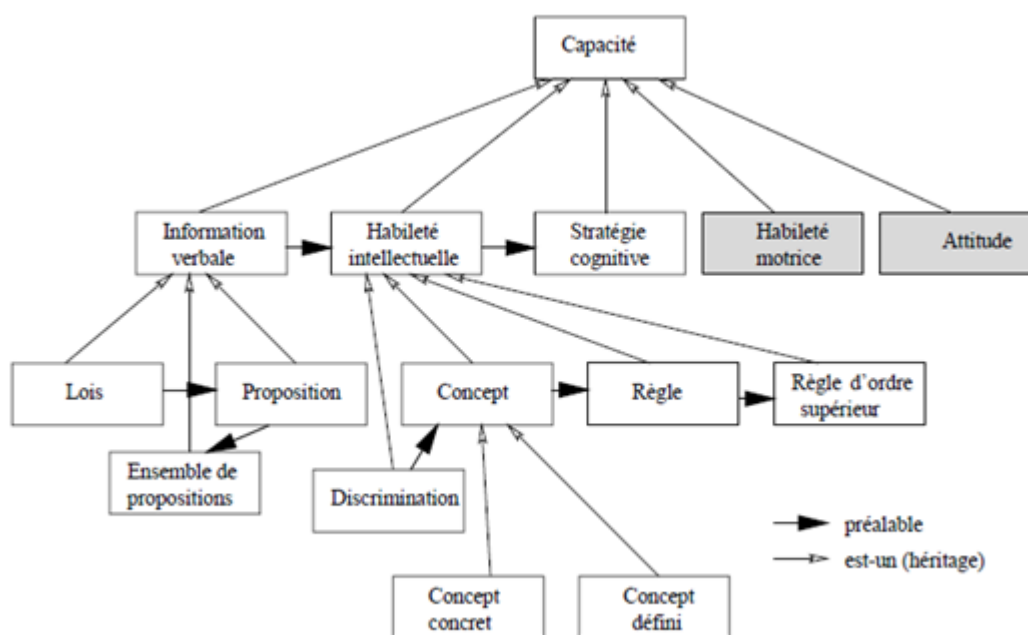 Capacité
Information
verbale
Habileté
intellectuelle
Stratégie
cognitive
Habileté
motrice
Attitude
Lois
Proposition
Concept
Règle
Règle d'ordre
supérieur
Ensemble de
propositions
Discrimination
préalable
est-un (héritage)
Concept
concret
Concept
défini